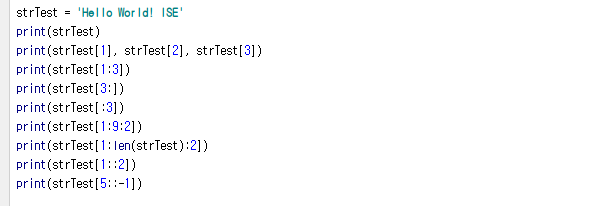 strTest = 'Hello World! ISE'
print(strTest)
print(strTest[1], strTest[2], strTest[3])
print(strTest[1:3])
print(strTest[3:])
print(strTest[:3])
print(strTest[1:9:2])
print(strTest[1:len(strTest):2])
print(strTest[1::2])
print(strTest[5::-1])